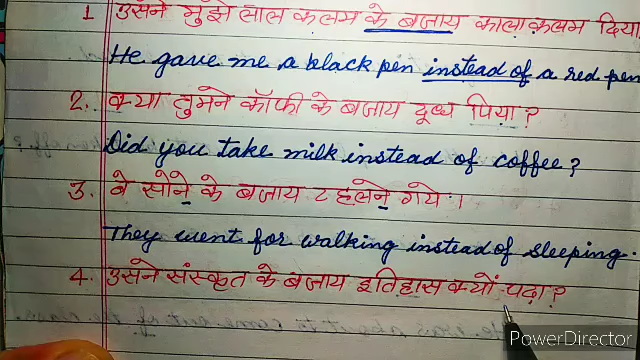 1 उसने मुझे लाल कलम के बजाय काला कलम दिया
He gave me a black pen instead of a red pen
2. क्या तुमने कॉफी के बजाय दूध पिया?
Did you take milk instead of coffee?
3. वे सोने के बजाय टहलने गये।
They went for walking instead of sleeping.
4. उसने संस्कृत के बजाय इतिहास क्यों पढ़ा?
PowerDirector